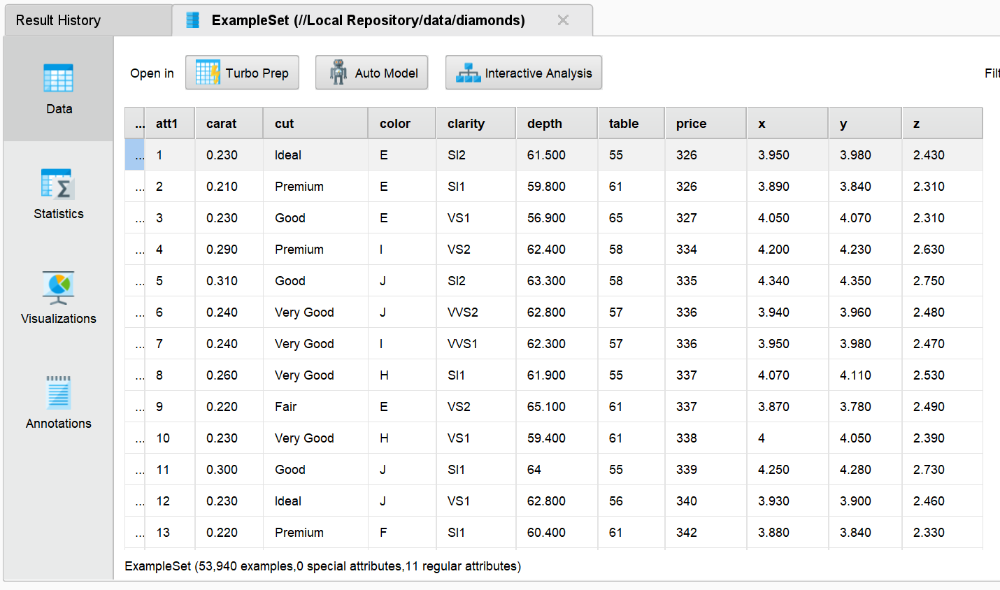 Result History ExampleSet (//Local Repository/data/diamonds)
Open in Turbo Prep Auto Model Interactive Analysis Filt
Data
Statistics
Visualizations
Annotations
... att1 carat cut color clarity depth table price x y z
... 1 0.230 Ideal E SI2 61.500 55 326 3.950 3.980 2.430
... 2 0.210 Premium E SI1 59.800 61 326 3.890 3.840 2.310
... 3 0.230 Good E VS1 56.900 65 327 4.050 4.070 2.310
... 4 0.290 Premium I VS2 62.400 58 334 4.200 4.230 2.630
... 5 0.310 Good J SI2 63.300 58 335 4.340 4.350 2.750
... 6 0.240 Very Good J VVS2 62.800 57 336 3.940 3.960 2.480
... 7 0.240 Very Good I VVS1 62.300 57 336 3.950 3.980 2.470
... 8 0.260 Very Good H SI1 61.900 55 337 4.070 4.110 2.530
... 9 0.220 Fair E VS2 65.100 61 337 3.870 3.780 2.490
... 10 0.230 Very Good H VS1 59.400 61 338 4 4.050 2.390
... 11 0.300 Good J SI1 64 55 339 4.250 4.280 2.730
... 12 0.230 Ideal J VS1 62.800 56 340 3.930 3.900 2.460
... 13 0.220 Premium F SI1 60.400 61 342 3.880 3.840 2.330
ExampleSet (53,940 examples,0 special attributes,11 regular attributes)